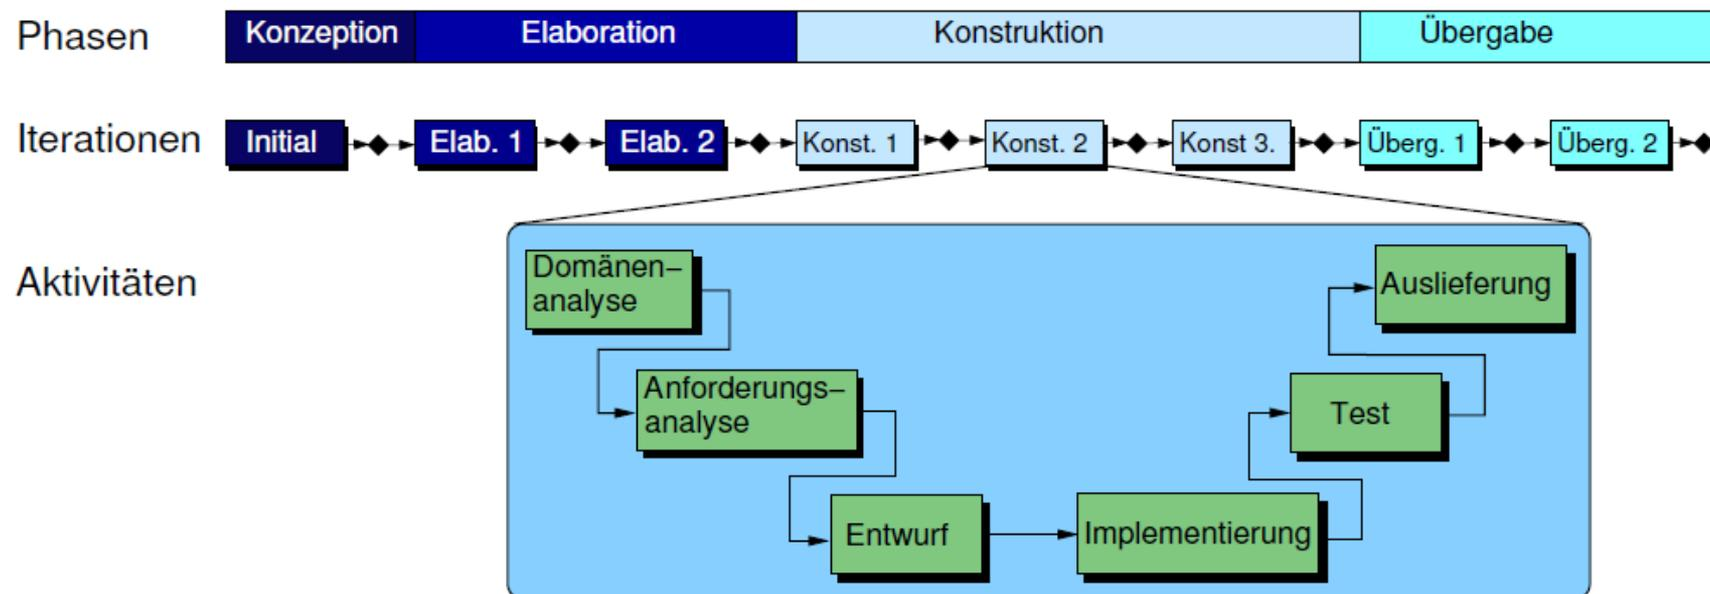 Phasen
Konzeption
Elaboration
Konstruktion
Übergabe
Iterationen
Initial
Elab. 1
Elab. 2
Konst. 1
Konst. 2
Konst 3.
Überg. 1
Überg. 2
Aktivitäten
Domänen–
analyse
Anforderungs–
analyse
Entwurf
Implementierung
Test
Auslieferung